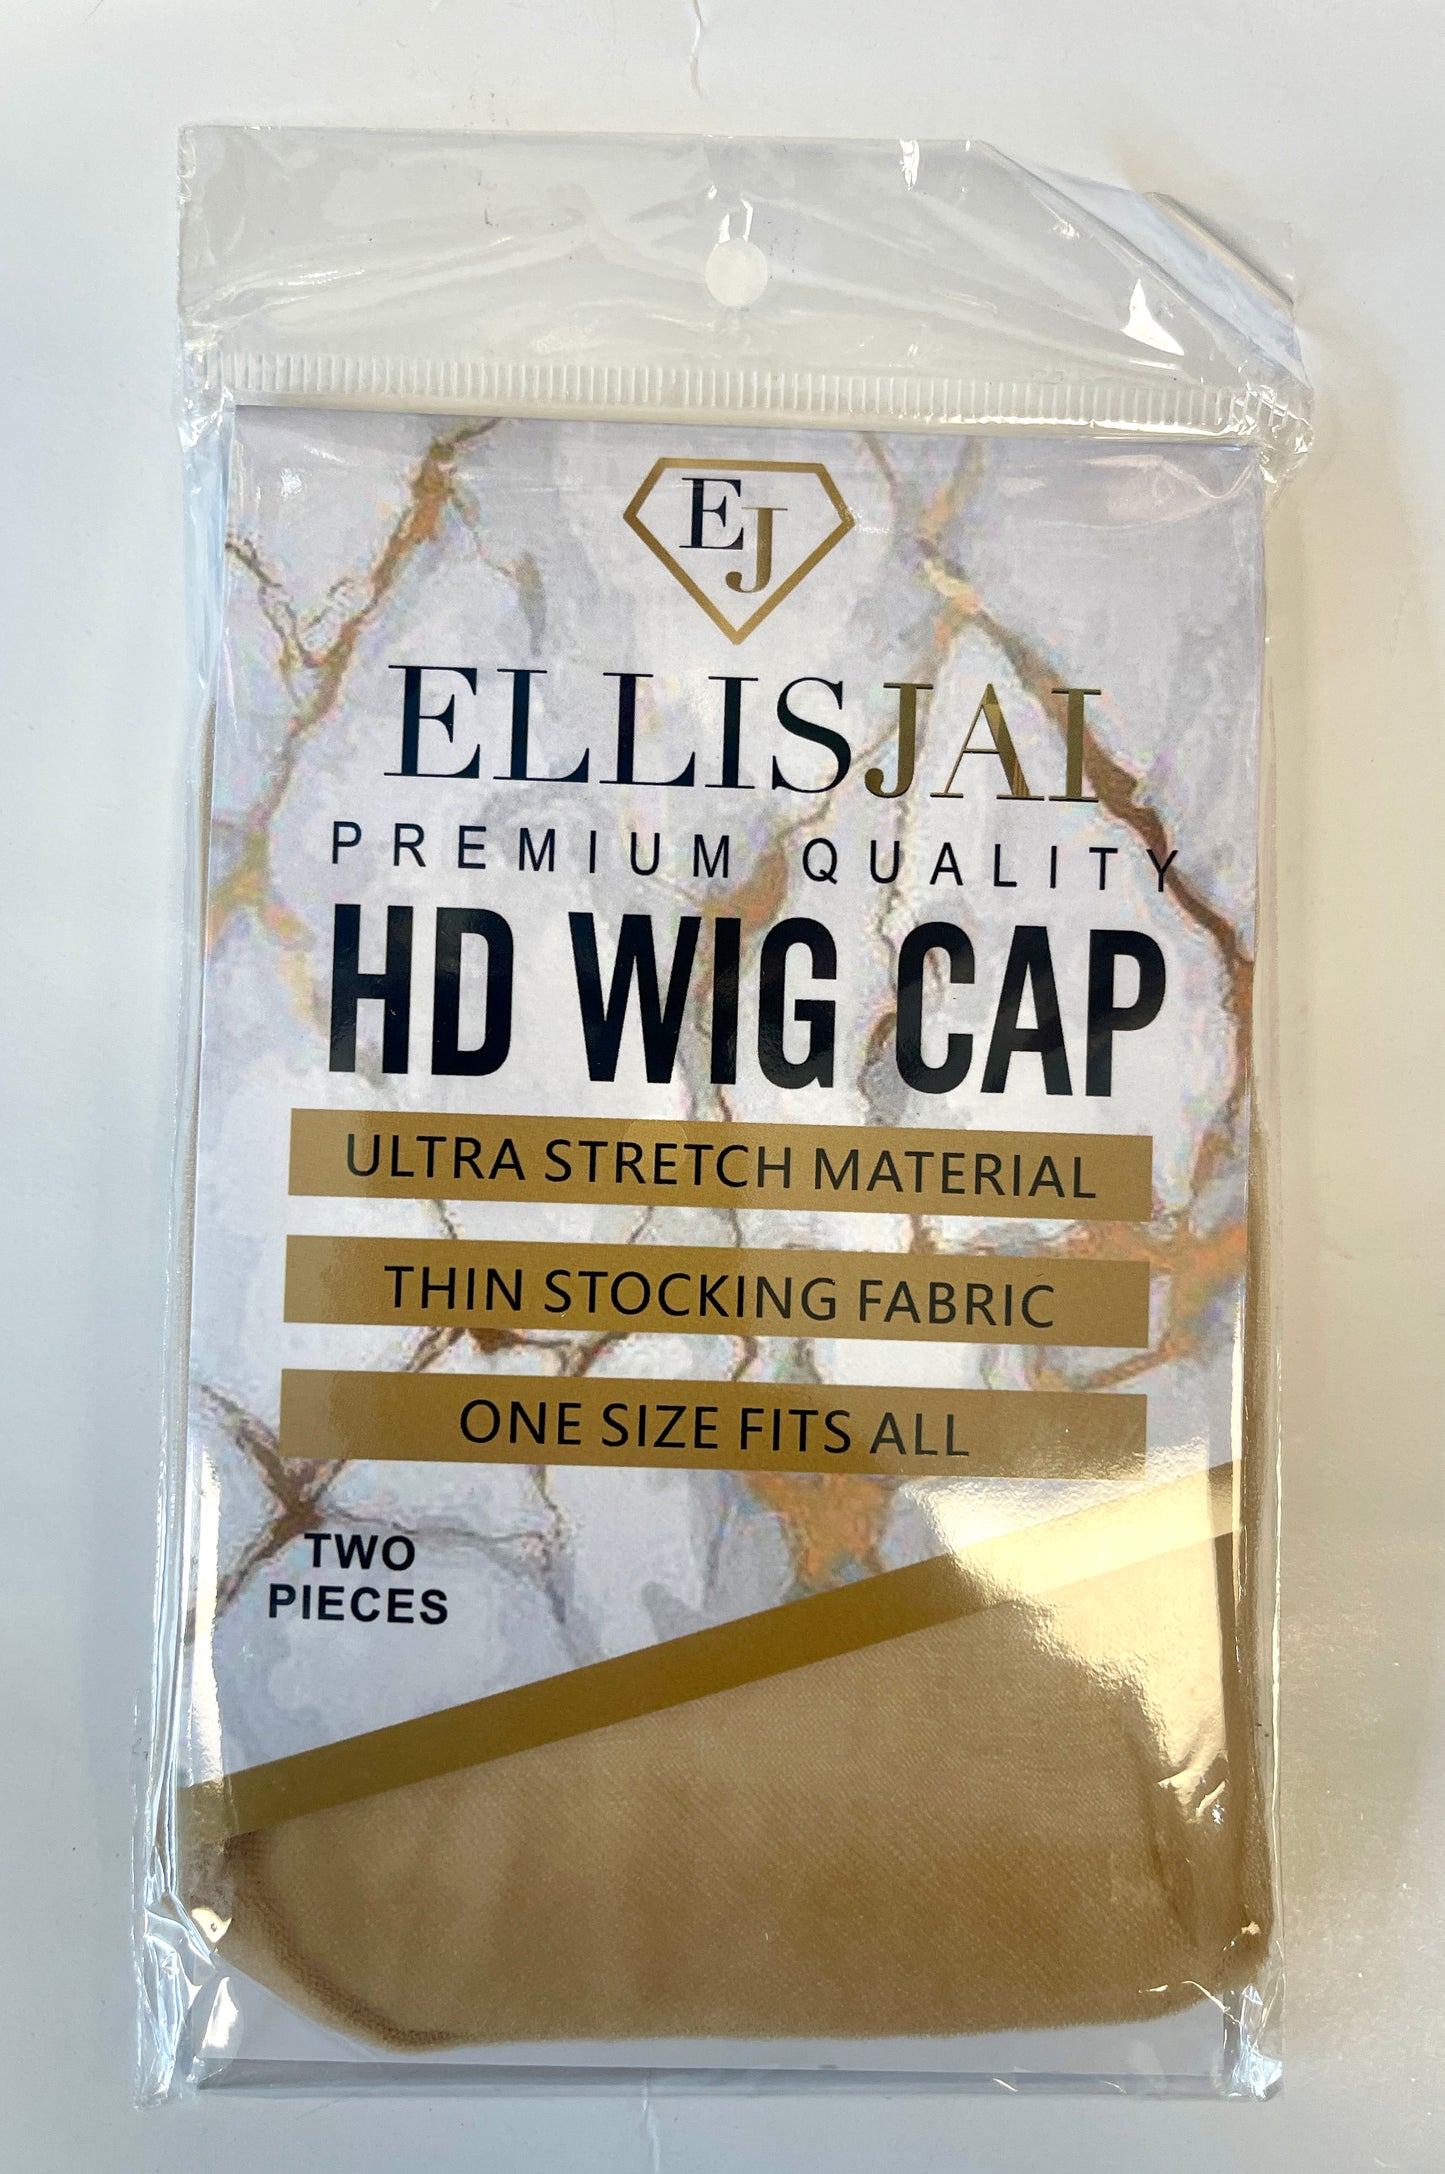 EJ
ELLISJAI
PREMIUM QUALITY
HD WIG CAP
ULTRA STRETCH MATERIAL
THIN STOCKING FABRIC
ONE SIZE FITS ALL
TWO
PIECES